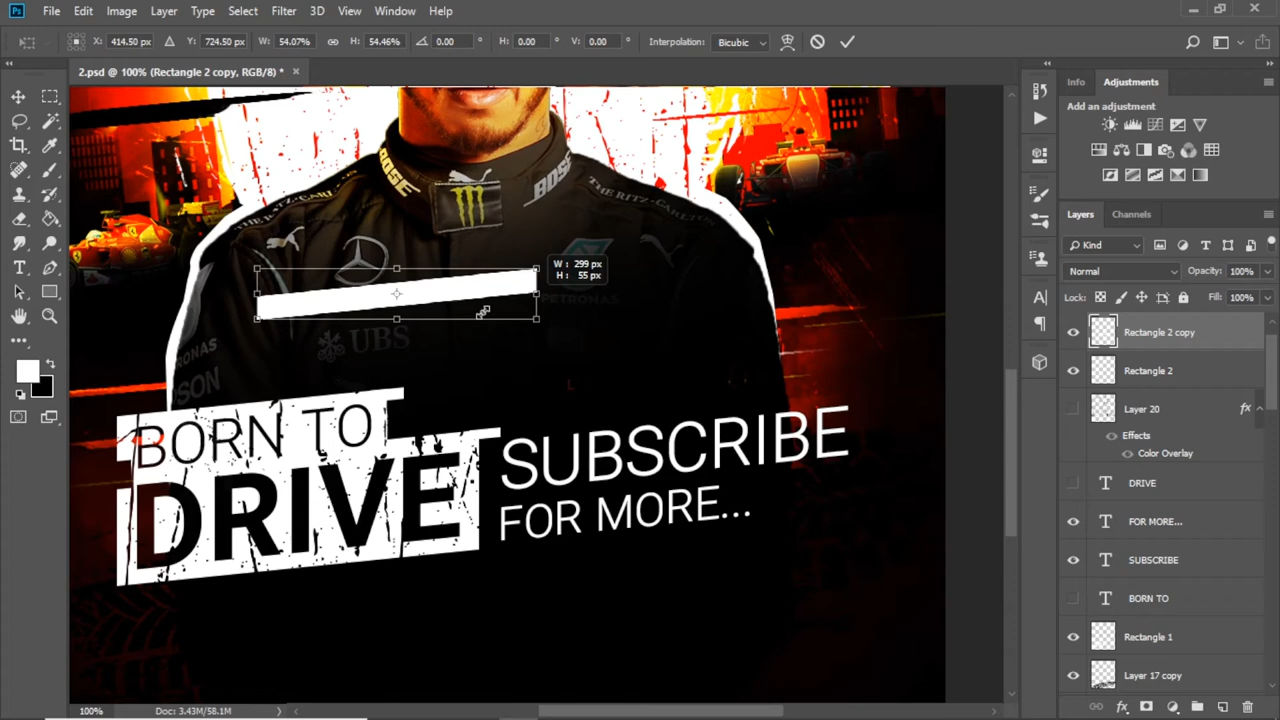 Ps File Edit Image Layer Type Select Filter 3D View Window Help
X: 414.50 px Y: 724.50 px W: 54.07% H: 54.46% 0.00 ° H: 0.00 ° V: 0.00 ° Interpolation: Bicubic
2.psd @ 100% (Rectangle 2 copy, RGB/8) * ×
Info Adjustments
Add an adjustment
BOSE BOSE
THE RITZ-CARLTON
W : 299 px
H : 55 px
PETRONAS
UBS
BORN TO
DRIVE
SUBSCRIBE
FOR MORE...
Layers Channels
Kind
Normal Opacity: 100%
Lock: Fill: 100%
Rectangle 2 copy
Rectangle 2
Layer 20 fx
Effects
Color Overlay
T DRIVE
T FOR MORE...
T SUBSCRIBE
T BORN TO
Rectangle 1
Layer 17 copy
100% Doc: 3.43M/58.1M